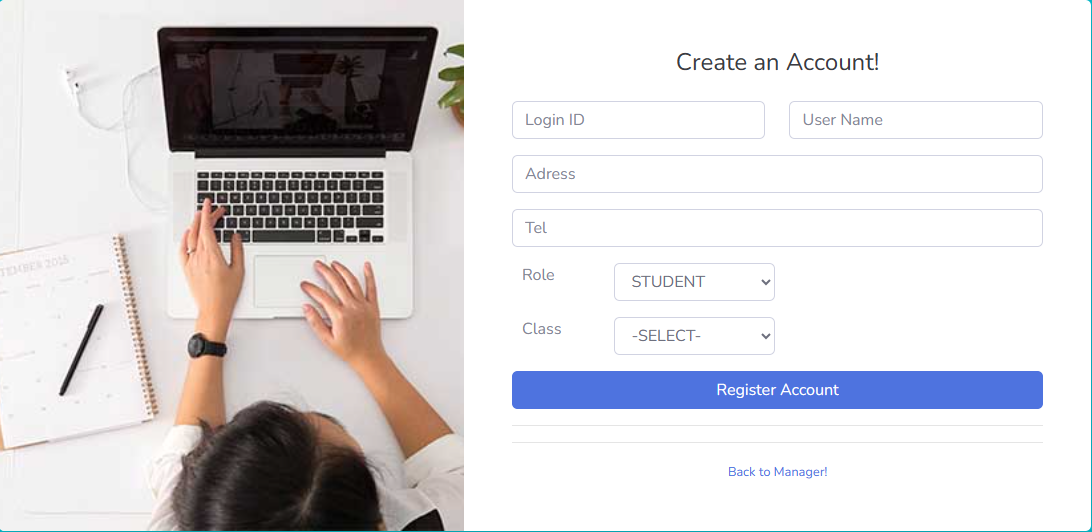 Create an Account!
Login ID
User Name
Adress
Tel
Role
STUDENT
Class
-SELECT-
Register Account
Back to Manager!